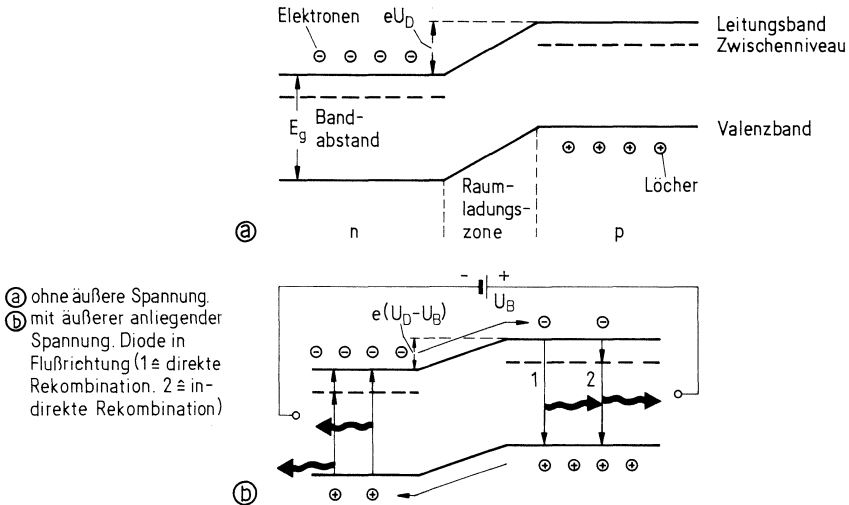 Elektronen
eU_D
Leitungsband
Zwischenniveau
E_g
Band-
abstand
Valenzband
Raum-
ladungs-
zone
Löcher
ⓐ
n
p
ⓐ ohne äußere Spannung.
ⓑ mit äußerer anliegender
Spannung. Diode in
Flußrichtung (1 ≙ direkte
Rekombination. 2 ≙ in-
direkte Rekombination)
- +
U_B
e(U_D-U_B)
1
2
ⓑ